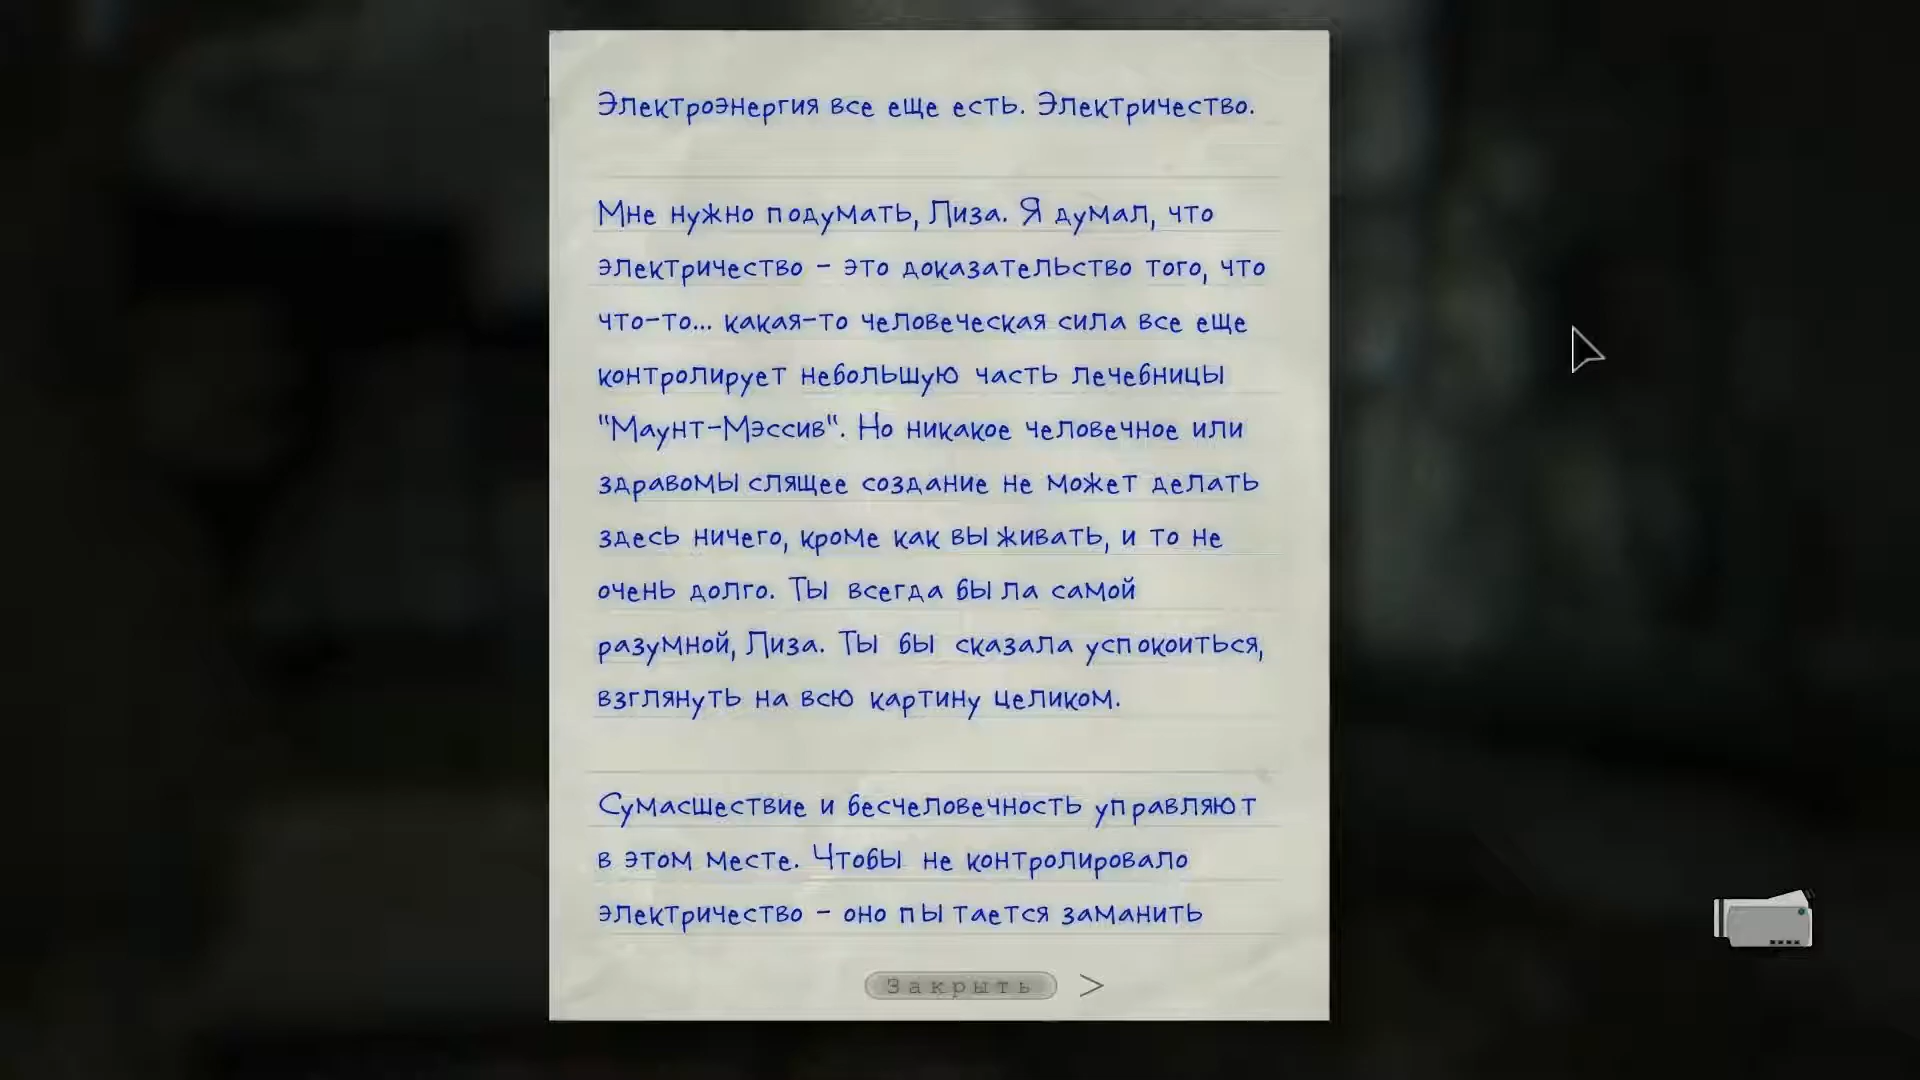 Электроэнергия все еще есть. Электричество.
Мне нужно подумать, Лиза. Я думал, что
электричество - это доказательство того, что
что-то... какая-то человеческая сила все еще
контролирует небольшую часть лечебницы
"Маунт-Мэссив". Но никакое человечное или
здравомыслящее создание не может делать
здесь ничего, кроме как выживать, и то не
очень долго. Ты всегда была самой
разумной, Лиза. Ты бы сказала успокоиться,
взглянуть на всю картину целиком.
Сумасшествие и бесчеловечность управляют
в этом месте. Чтобы не контролировало
электричество - оно пытается заманить
Закрыть >